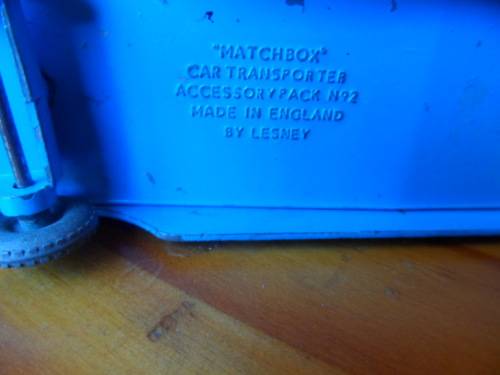 "MATCHBOX"
CAR TRANSPORTER
ACCESSORY PACK Nº2
MADE IN ENGLAND
BY LESNEY